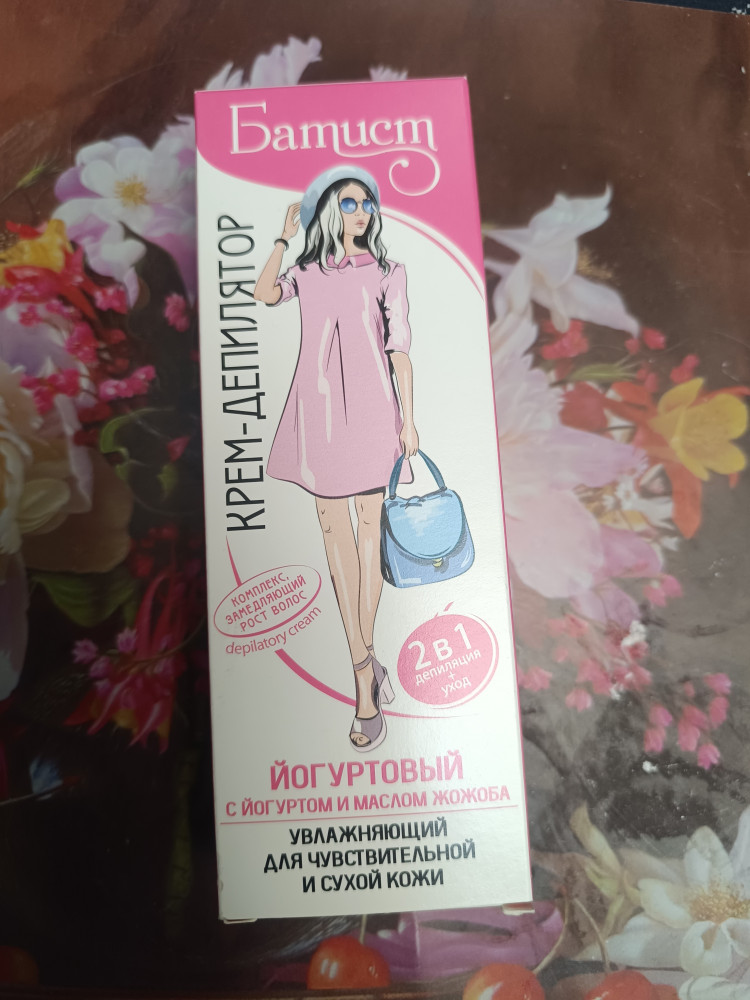 Батист
КРЕМ-ДЕПИЛЯТОР
КОМПЛЕКС,
ЗАМЕДЛЯЮЩИЙ
РОСТ ВОЛОС
depilatory cream
2 в 1
депиляция
+
уход
ЙОГУРТОВЫЙ
С ЙОГУРТОМ И МАСЛОМ ЖОЖОБА
УВЛАЖНЯЮЩИЙ
ДЛЯ ЧУВСТВИТЕЛЬНОЙ
И СУХОЙ КОЖИ